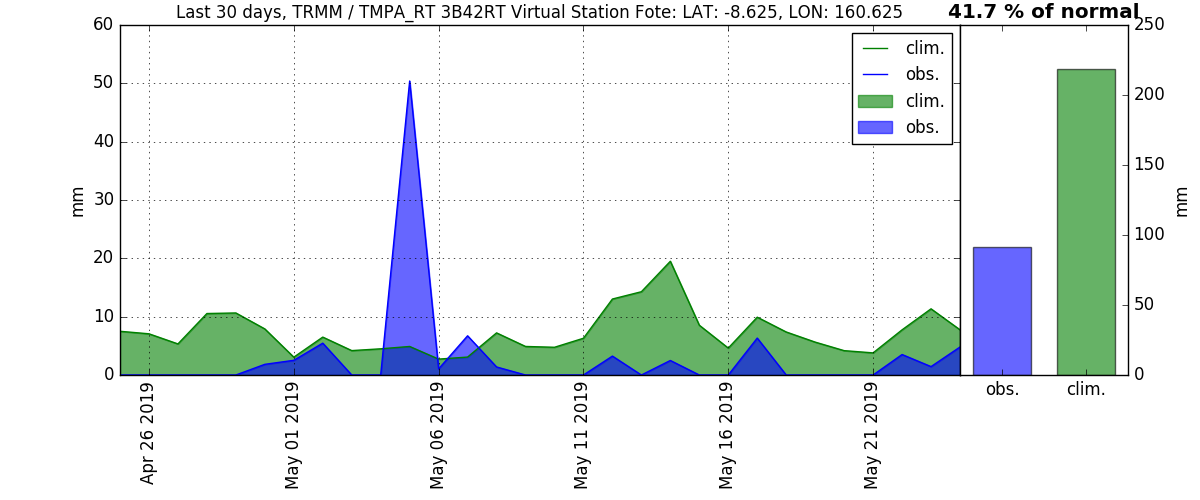 Last 30 days, TRMM / TMPA_RT 3B42RT Virtual Station Fote: LAT: -8.625, LON: 160.625
41.7 % of normal
60
50
40
30
20
10
0
mm
clim.
obs.
clim.
obs.
Apr 26 2019
May 01 2019
May 06 2019
May 11 2019
May 16 2019
May 21 2019
250
200
150
100
50
0
mm
obs.
clim.